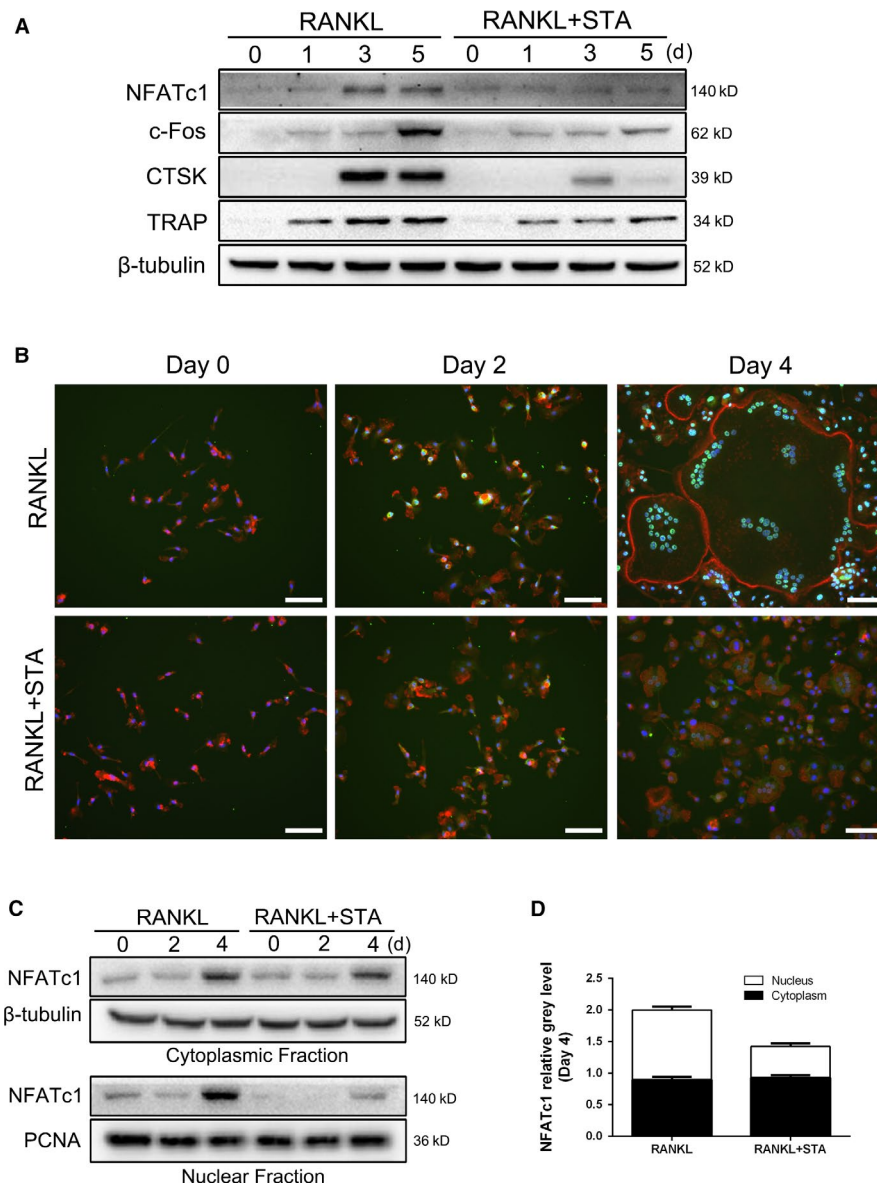 A
RANKL RANKL+STA
0 1 3 5 0 1 3 5 (d)
NFATc1 140 kD
c-Fos 62 kD
CTSK 39 kD
TRAP 34 kD
β-tubulin 52 kD
B
Day 0 Day 2 Day 4
RANKL
RANKL+STA
C
RANKL RANKL+STA
0 2 4 0 2 4 (d)
NFATc1 140 kD
β-tubulin 52 kD
Cytoplasmic Fraction
NFATc1 140 kD
PCNA 36 kD
Nuclear Fraction
D
NFATc1 relative grey level
(Day 4)
2.5
2.0
1.5
1.0
0.5
0.0
Nucleus
Cytoplasm
RANKL RANKL+STA